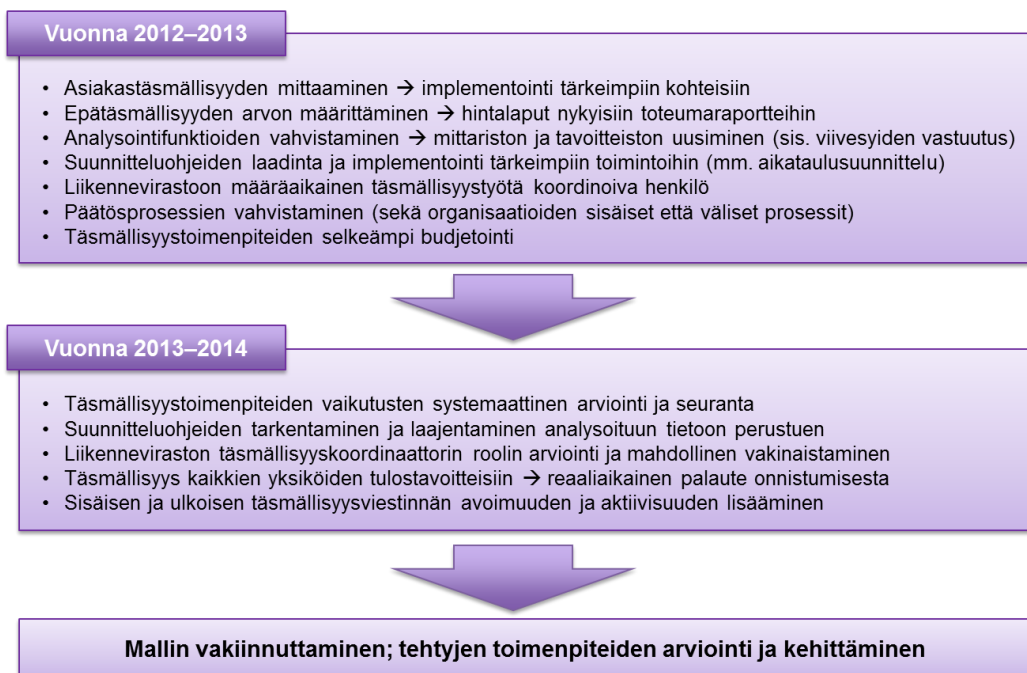 Vuonna 2012–2013
• Asiakastäsmällisyyden mittaaminen → implementointi tärkeimpiin kohteisiin
• Epätäsmällisyyden arvon määrittäminen → hintalaput nykyisiin toteumaraportteihin
• Analysointifunktioiden vahvistaminen → mittariston ja tavoitteiston uusiminen (sis. viivesyiden vastuutus)
• Suunnitteluohjeiden laadinta ja implementointi tärkeimpiin toimintoihin (mm. aikataulusuunnittelu)
• Liikennevirastoon määräaikainen täsmällisyystyötä koordinoiva henkilö
• Päätösprosessien vahvistaminen (sekä organisaatioiden sisäiset että väliset prosessit)
• Täsmällisyystoimenpiteiden selkeämpi budjetointi
Vuonna 2013–2014
• Täsmällisyystoimenpiteiden vaikutusten systemaattinen arviointi ja seuranta
• Suunnitteluohjeiden tarkentaminen ja laajentaminen analysoituun tietoon perustuen
• Liikenneviraston täsmällisyyskoordinaattorin roolin arviointi ja mahdollinen vakinaistaminen
• Täsmällisyys kaikkien yksiköiden tulostavoitteisiin → reaaliaikainen palaute onnistumisesta
• Sisäisen ja ulkoisen täsmällisyysviestinnän avoimuuden ja aktiivisuuden lisääminen
Mallin vakiinnuttaminen; tehtyjen toimenpiteiden arviointi ja kehittäminen